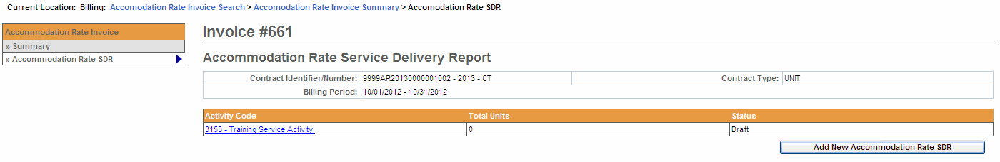 Current Location: Billing: Accomodation Rate Invoice Search > Accomodation Rate Invoice Summary > Accomodation Rate SDR
Accommodation Rate Invoice
» Summary
» Accommodation Rate SDR
Invoice #661
Accommodation Rate Service Delivery Report
Contract Identifier/Number: 9999AR20130000001002 - 2013 - CT Contract Type: UNIT
Billing Period: 10/01/2012 - 10/31/2012
Activity Code Total Units Status
3153 - Training Service Activity 0 Draft
Add New Accommodation Rate SDR